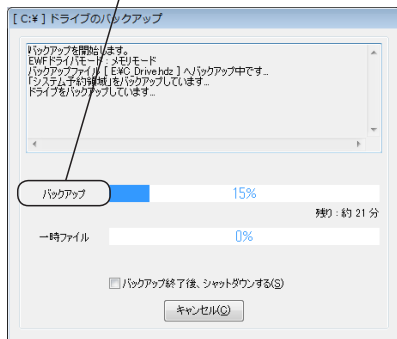 [ C:¥ ] ドライブのバックアップ
バックアップを開始します。
EWFドライバモード : メモリモード
バックアップファイル [ E:¥C_Drive.hdz ] へバックアップ中です...
「システム予約領域」をバックアップしています...
ドライブをバックアップしています...
バックアップ
15%
残り : 約 21 分
一時ファイル
0%
バックアップ終了後、シャットダウンする(S)
キャンセル(C)